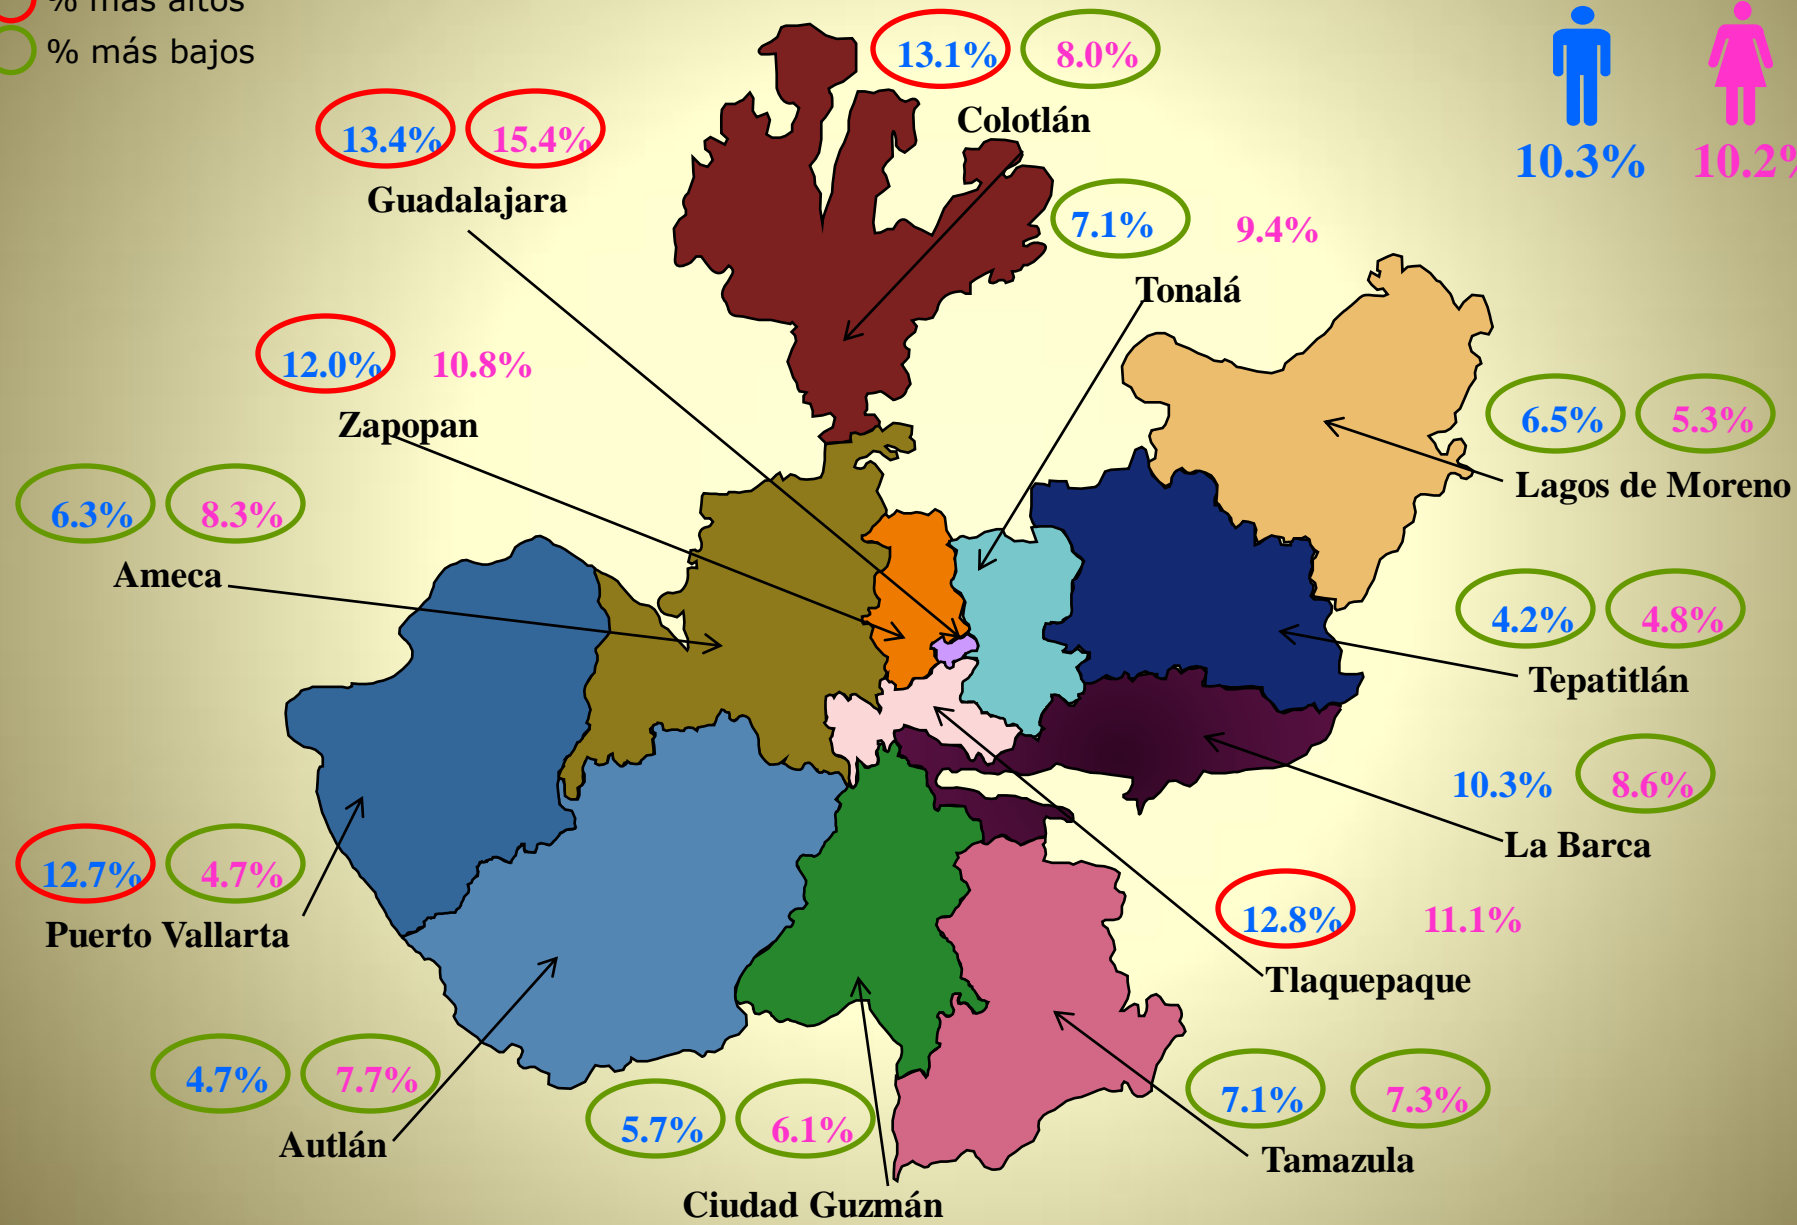 % más altos
% más bajos
13.1% 8.0%
Colotlán
10.3% 10.2%
13.4% 15.4%
Guadalajara
7.1% 9.4%
Tonalá
12.0% 10.8%
Zapopan
6.5% 5.3%
Lagos de Moreno
6.3% 8.3%
Ameca
4.2% 4.8%
Tepatitlán
10.3% 8.6%
La Barca
12.7% 4.7%
Puerto Vallarta
12.8% 11.1%
Tlaquepaque
4.7% 7.7%
Autlán
5.7% 6.1%
Ciudad Guzmán
7.1% 7.3%
Tamazula